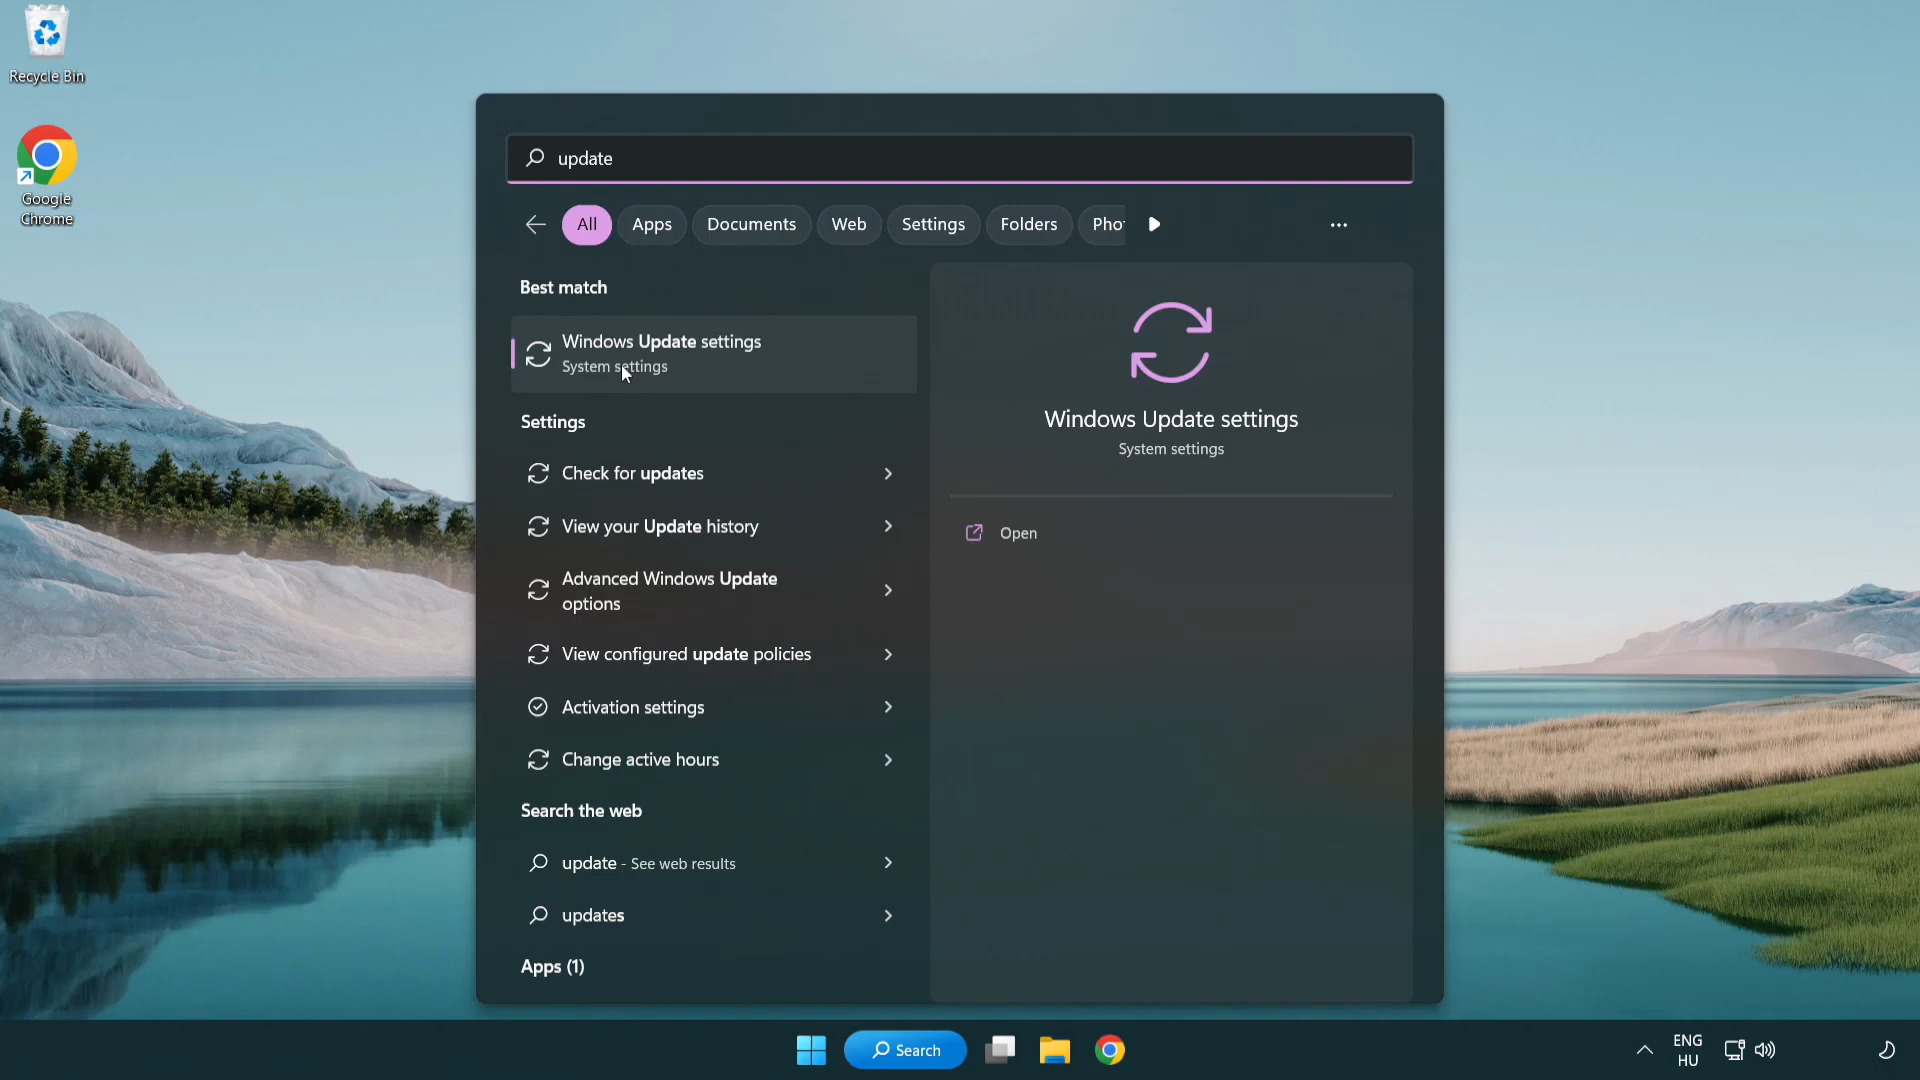 Recycle Bin
Google
Chrome
update
All
Apps
Documents
Web
Settings
Folders
Best match
Windows Update settings
System settings
Settings
Check for updates
View your Update history
Advanced Windows Update
options
View configured update policies
Activation settings
Change active hours
Search the web
update - See web results
updates
Apps (1)
Windows Update settings
System settings
Open
Search
ENG
HU